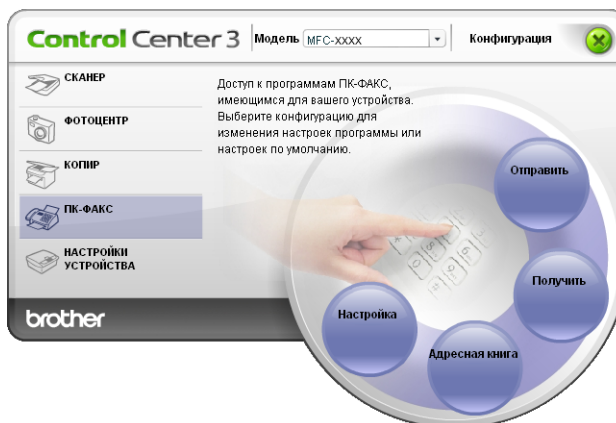 Control Center 3 Модель MFC-XXXX Конфигурация
СКАНЕР
ФОТОЦЕНТР
КОПИР
ПК-ФАКС
НАСТРОЙКИ
УСТРОЙСТВА
brother
Доступ к программам ПК-ФАКС,
имеющимся для вашего устройства.
Выберите конфигурацию для
изменения настроек программы или
настроек по умолчанию.
Отправить
Получить
Адресная книга
Настройка